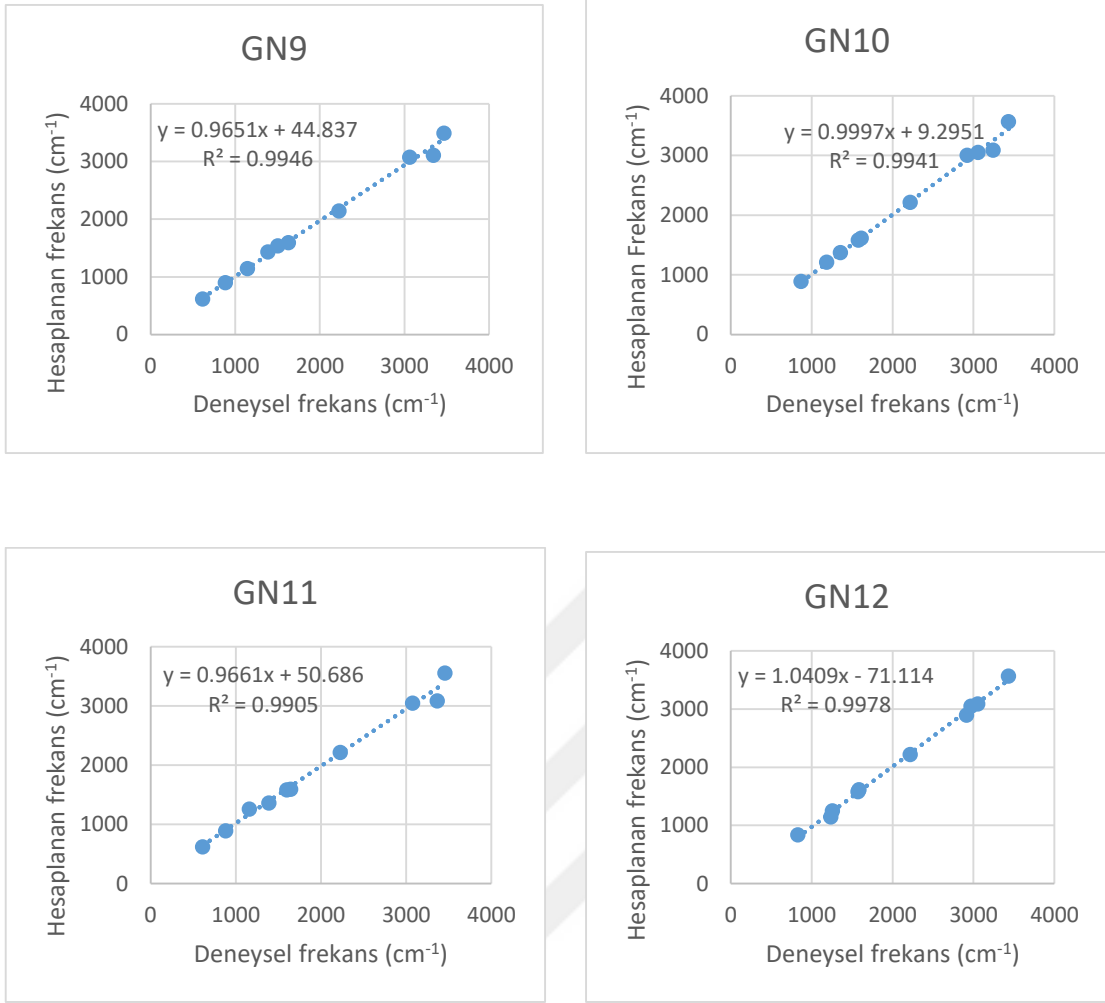 GN9
y = 0.9651x + 44.837
R² = 0.9946
Hesaplanan frekans (cm⁻¹)
4000
3000
2000
1000
0
0 1000 2000 3000 4000
Deneysel frekans (cm⁻¹)
GN10
y = 0.9997x + 9.2951
R² = 0.9941
Hesaplanan Frekans (cm⁻¹)
4000
3000
2000
1000
0
0 1000 2000 3000 4000
Deneysel frekans (cm⁻¹)
GN11
y = 0.9661x + 50.686
R² = 0.9905
Hesaplanan frekans (cm⁻¹)
4000
3000
2000
1000
0
0 1000 2000 3000 4000
Deneysel frekans (cm⁻¹)
GN12
y = 1.0409x - 71.114
R² = 0.9978
Hesaplanan frekans (cm⁻¹)
4000
3000
2000
1000
0
0 1000 2000 3000 4000
Deneysel frekans (cm⁻¹)